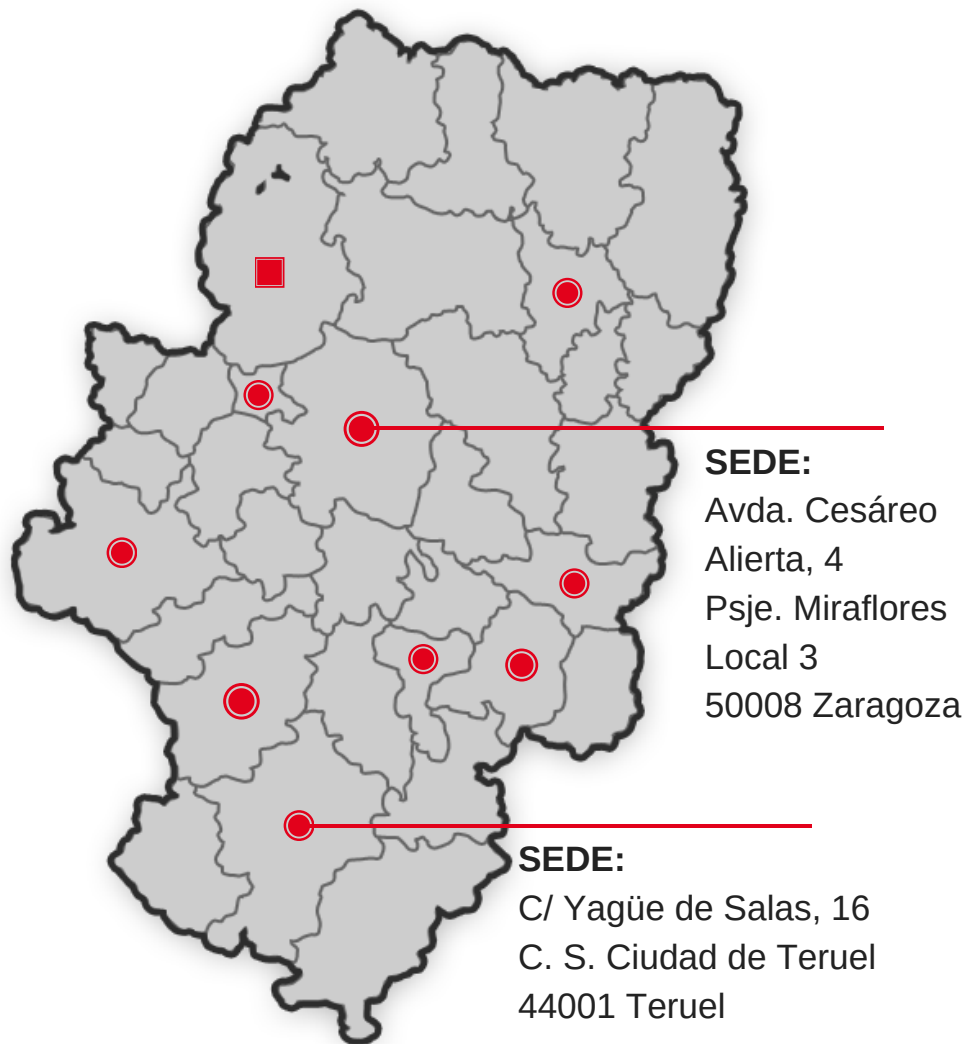 SEDE:
Avda. Cesáreo
Alierta, 4
Psje. Miraflores
Local 3
50008 Zaragoza
SEDE:
C/ Yagüe de Salas, 16
C. S. Ciudad de Teruel
44001 Teruel